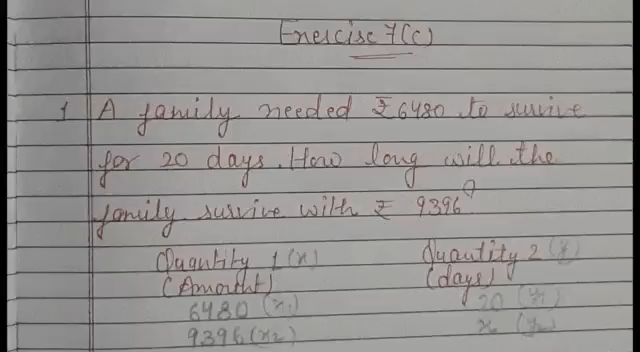 Exercise 7(C)
1 A family needed ₹6480 to survive
for 20 days. How long will the
family survive with ₹ 9396?
Quantity 1 (x) Quantity 2 (y)
(Amount) (days)
6480 (x₁) 20 (y₁)
9396 (x₂) x (y₂)